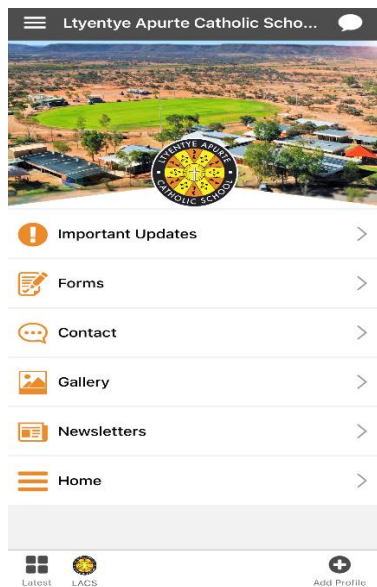 Ltyentye Apurte Catholic Scho...
LTYENTYE APURTE
CATHOLIC SCHOOL
Important Updates
Forms
Contact
Gallery
Newsletters
Home
Latest
LACS
Add Profile